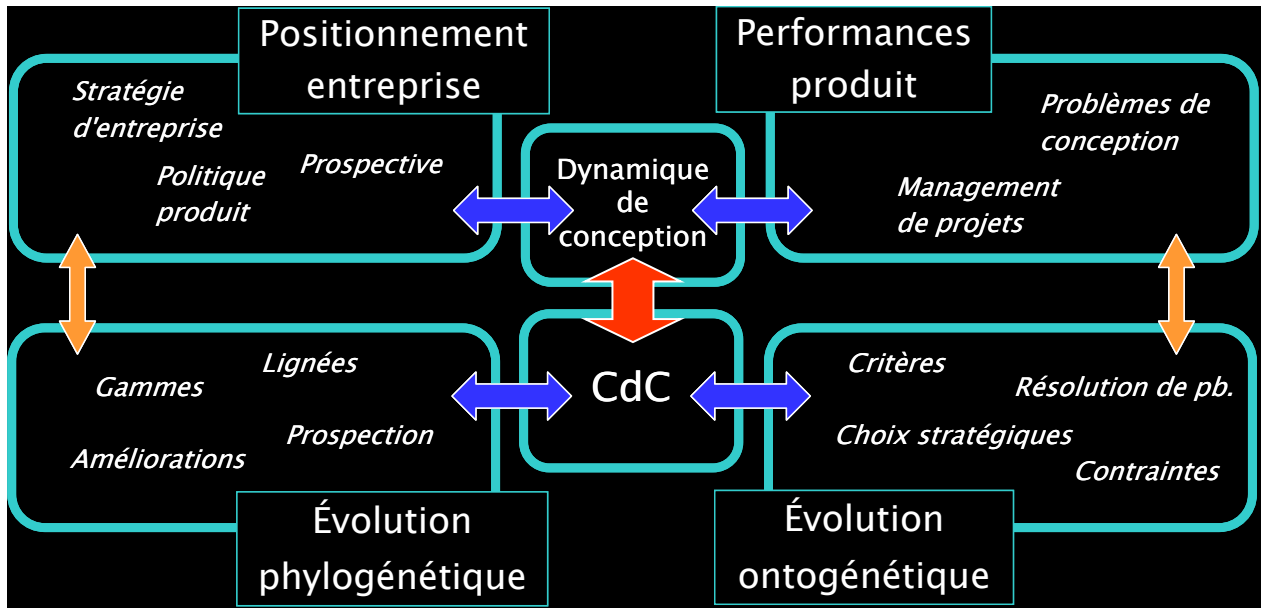 Positionnement
entreprise
Stratégie
d'entreprise
Politique
produit
Prospective
Dynamique
de
conception
Performances
produit
Problèmes de
conception
Management
de projets
Lignées
Gammes
Prospection
Améliorations
Évolution
phylogénétique
CdC
Critères
Résolution de pb.
Choix stratégiques
Contraintes
Évolution
ontogénétique